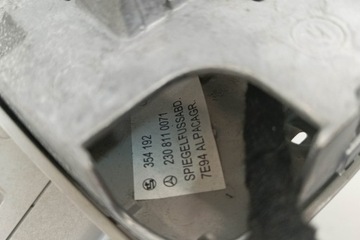 354 192
230 811 0071
SPIEGELFUSSABD.
7E94 ALPACAGR.